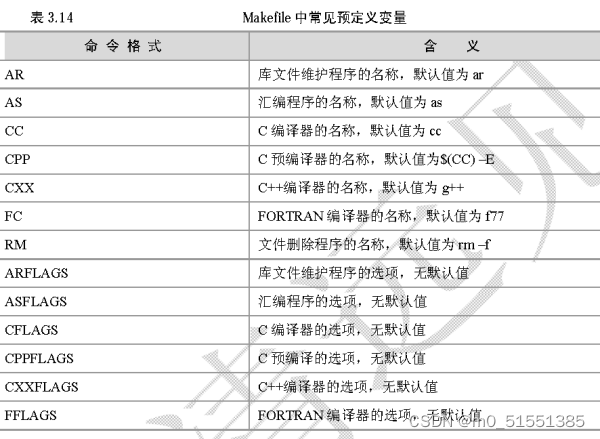 表 3.14 Makefile 中常见预定义变量
命 令 格 式 含 义
AR 库文件维护程序的名称，默认值为 ar
AS 汇编程序的名称，默认值为 as
CC C 编译器的名称，默认值为 cc
CPP C 预编译器的名称，默认值为$(CC) –E
CXX C++编译器的名称，默认值为 g++
FC FORTRAN 编译器的名称，默认值为 f77
RM 文件删除程序的名称，默认值为 rm –f
ARFLAGS 库文件维护程序的选项，无默认值
ASFLAGS 汇编程序的选项，无默认值
CFLAGS C 编译器的选项，无默认值
CPPFLAGS C 预编译的选项，无默认值
CXXFLAGS C++编译器的选项，无默认值
FFLAGS FORTRAN 编译器的选项，无默认值
CSDN @m0_51551385
清远见